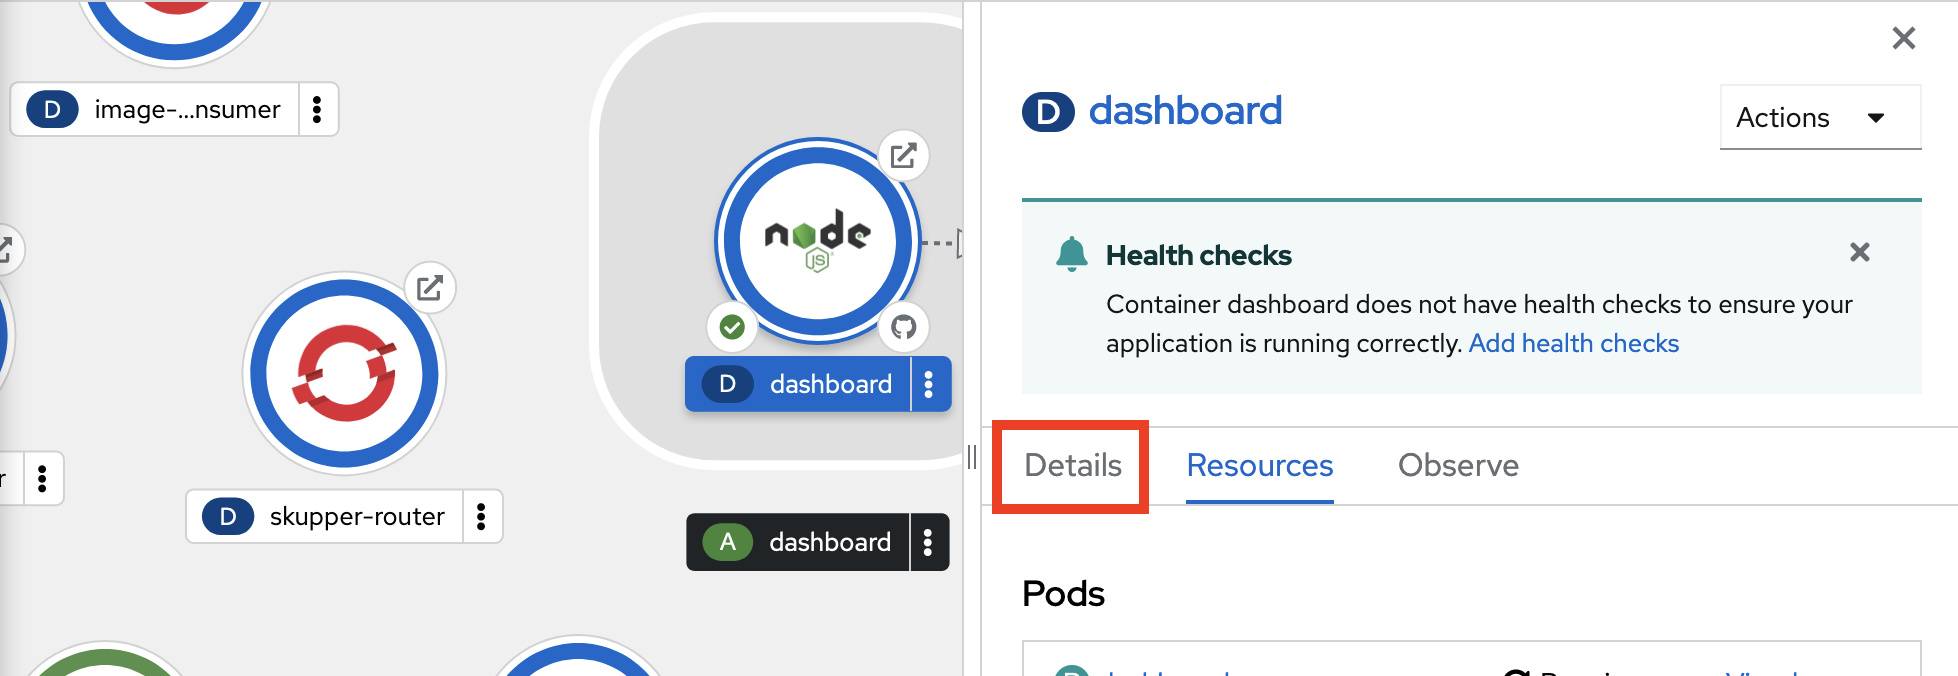 D image-...nsumer
node
JS
D dashboard
r
D skupper-router
A dashboard
D dashboard
Actions
Health checks
Container dashboard does not have health checks to ensure your
application is running correctly. Add health checks
Details Resources Observe
Pods